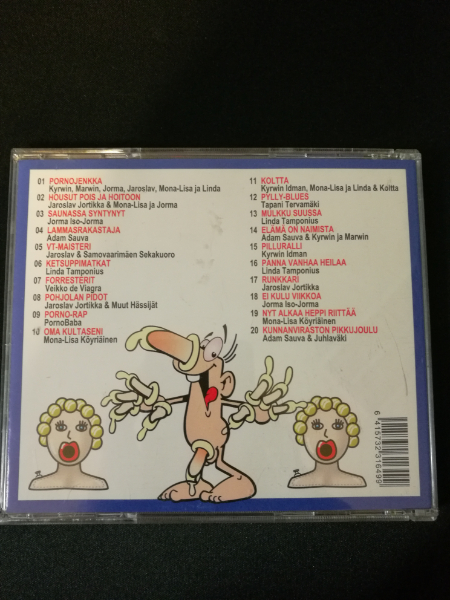 01 PORNOJENKKA
Kyrwin, Marwin, Jorma, Jaroslav, Mona-Lisa ja Linda
02 HOUSUT POIS JA HOITOON
Jaroslav Jortikka & Mona-Lisa ja Jorma
03 SAUNASSA SYNTYNYT
Jorma Iso-Jorma
04 LAMMASRAKASTAJA
Adam Sauva
05 VT-MAISTERI
Jaroslav & Samovaarimäen Sekakuoro
06 KETSUPPIMATKAT
Linda Tamponius
07 FORRESTERIT
Veikko de Viagra
08 POHJOLAN PIDOT
Jaroslav Jortikka & Muut Hässijät
09 PORNO-RAP
PornoBaba
10 OMA KULTASENI
Mona-Lisa Köyriäinen
11 KOLTTA
Kyrwin Idman, Mona-Lisa ja Linda & Koltta
12 PYLLY-BLUES
Tapani Tervamäki
13 MULKKU SUUSSA
Linda Tamponius
14 ELÄMÄ ON NAIMISTA
Adam Sauva & Kyrwin ja Marwin
15 PILLURALLI
Kyrwin Idman
16 PANNA VANHAA HEILAA
Linda Tamponius
17 RUNKKARI
Jaroslav Jortikka
18 EI KULU VIIKKOA
Jorma Iso-Jorma
19 NYT ALKAA HEPPI RIITTÄÄ
Mona-Lisa Köyriäinen
20 KUNNANVIRASTON PIKKUJOULU
Adam Sauva & Juhlaväki
6 415732 316499